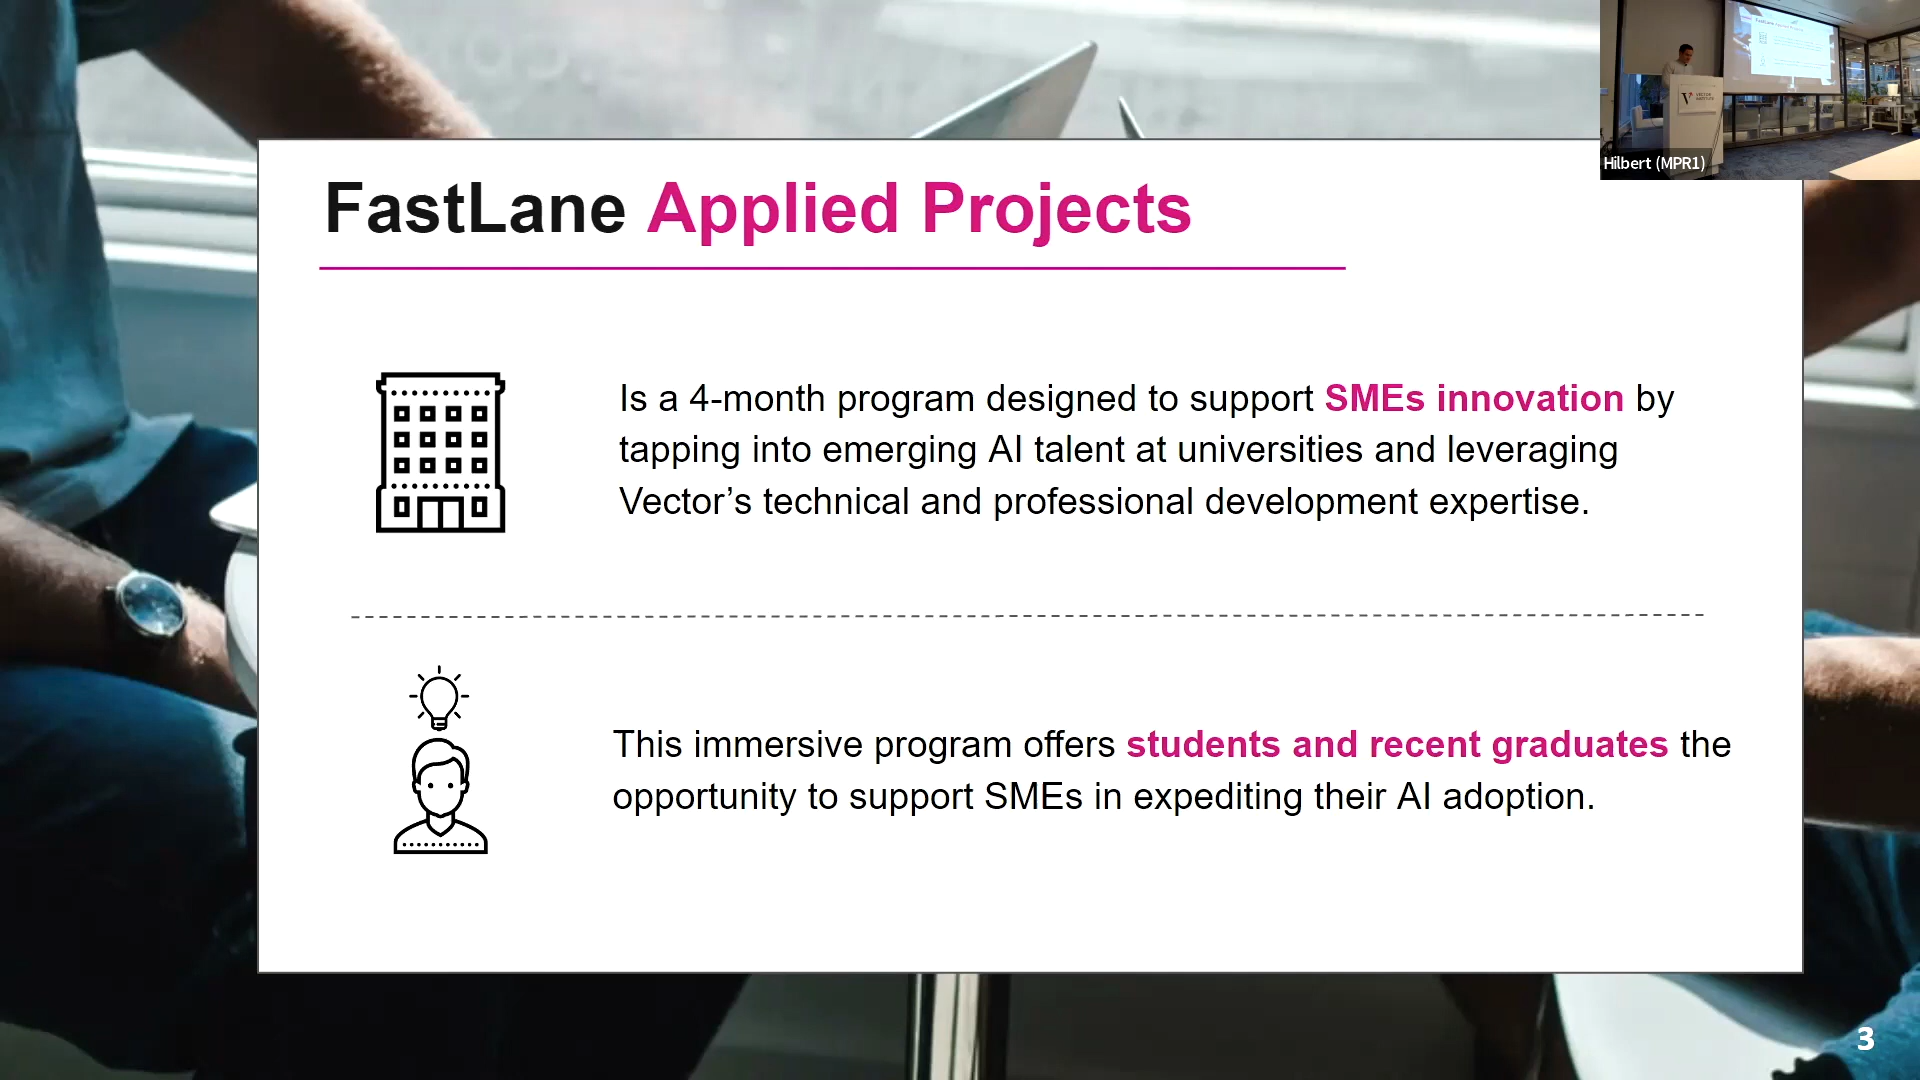 FastLane Applied Projects
Is a 4-month program designed to support SMEs innovation by
tapping into emerging AI talent at universities and leveraging
Vector’s technical and professional development expertise.
This immersive program offers students and recent graduates the
opportunity to support SMEs in expediting their AI adoption.
Hilbert (MPR1)
VECTOR
INSTITUTE
3